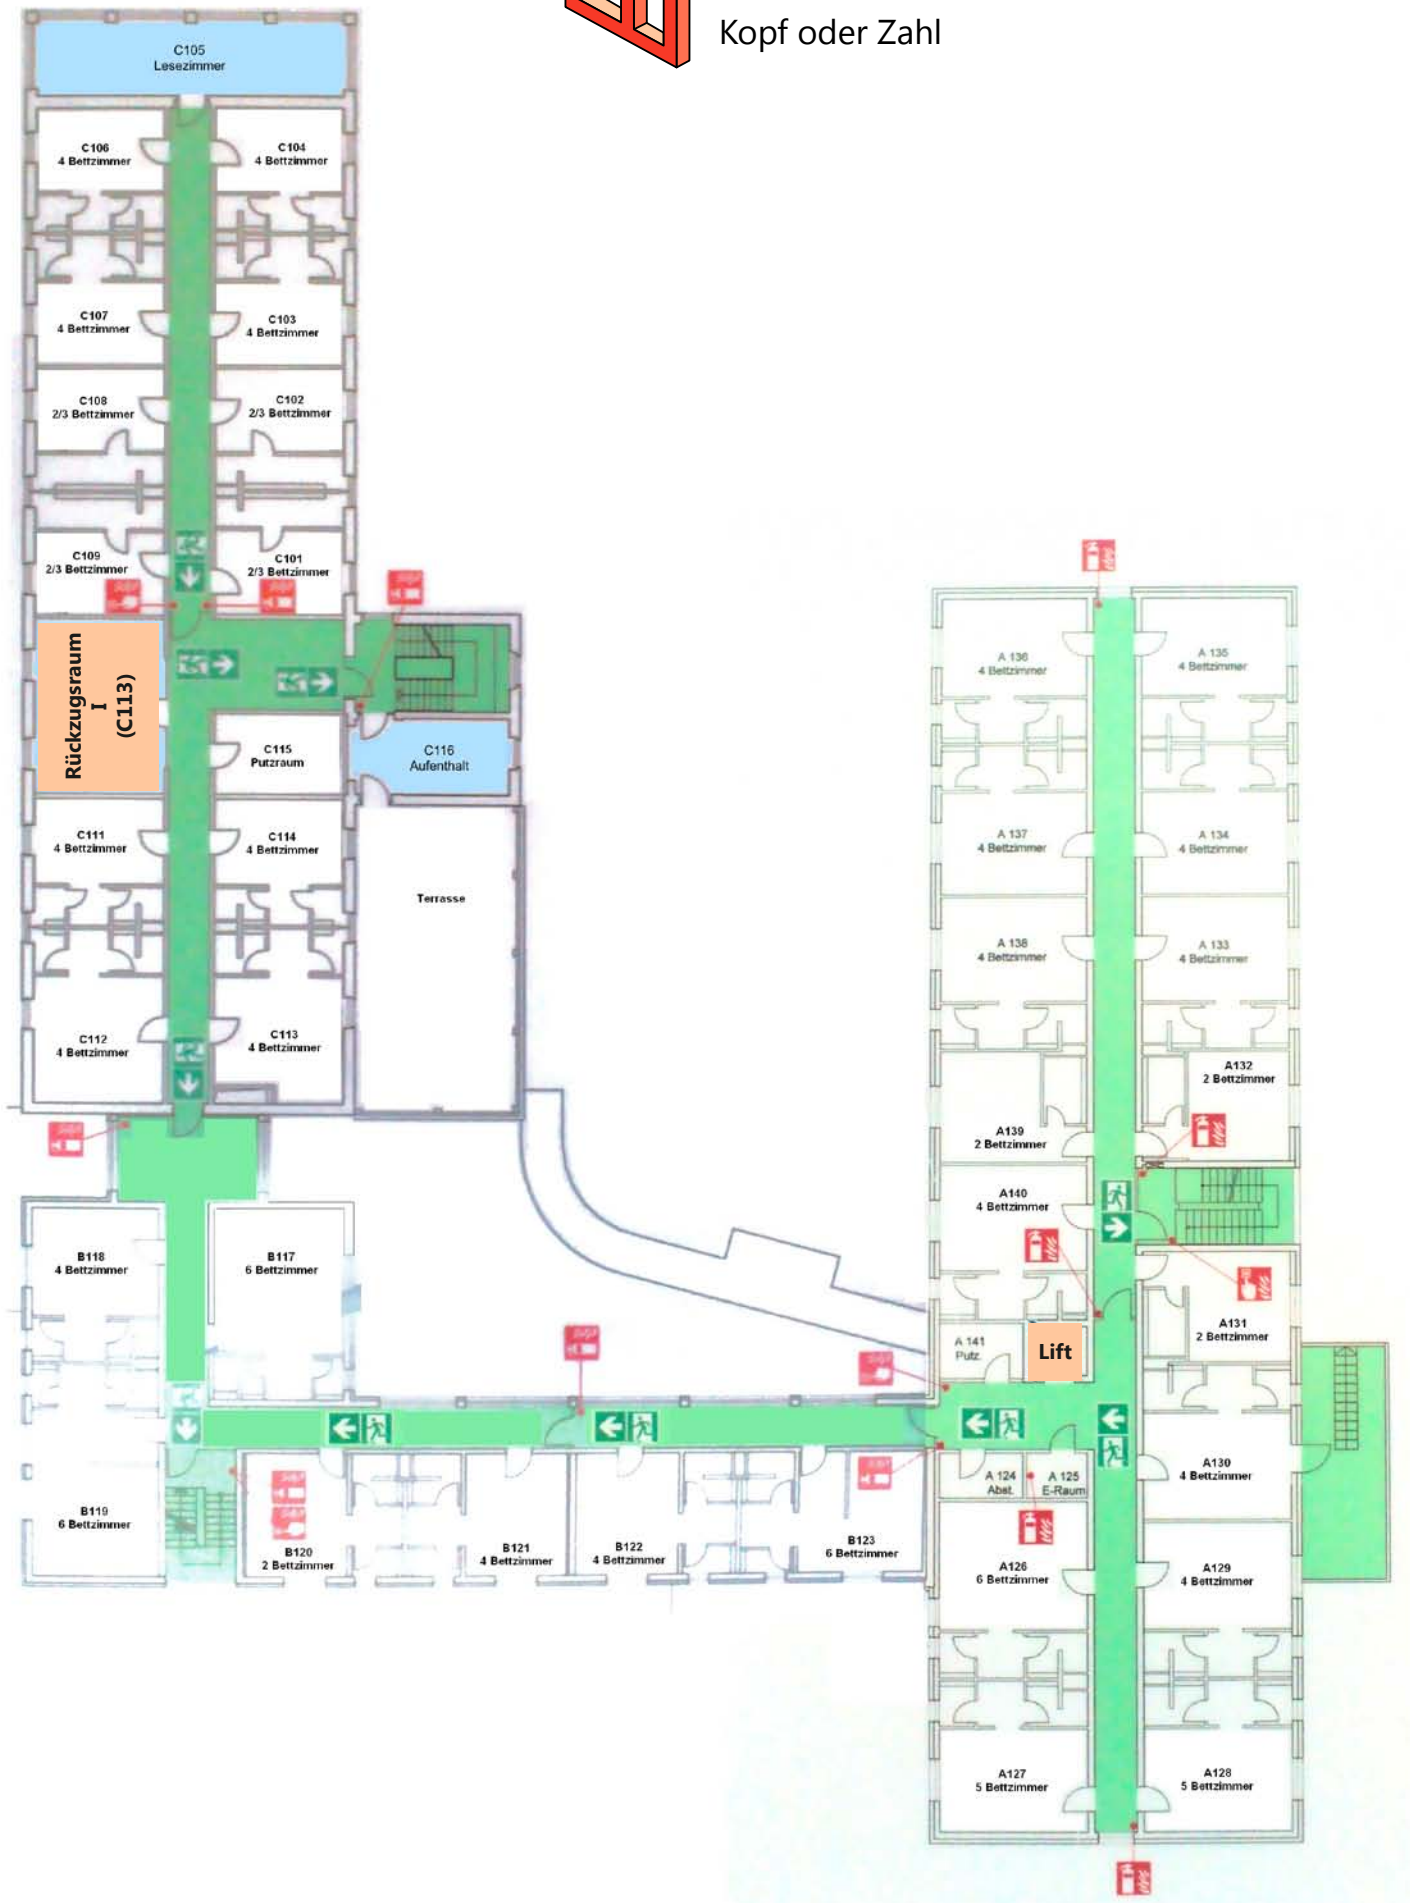 Kopf oder Zahl
C105
Lesezimmer
C106
4 Bettzimmer
C104
4 Bettzimmer
C107
4 Bettzimmer
C103
4 Bettzimmer
C108
2/3 Bettzimmer
C102
2/3 Bettzimmer
C109
2/3 Bettzimmer
C101
2/3 Bettzimmer
Rückzugsraum
I
(C113)
C115
Putzraum
C116
Aufenthalt
C111
4 Bettzimmer
C114
4 Bettzimmer
Terrasse
C112
4 Bettzimmer
C113
4 Bettzimmer
B118
4 Bettzimmer
B117
6 Bettzimmer
B119
6 Bettzimmer
B120
2 Bettzimmer
B121
4 Bettzimmer
B122
4 Bettzimmer
B123
6 Bettzimmer
A 136
4 Bettzimmer
A 135
4 Bettzimmer
A 137
4 Bettzimmer
A 134
4 Bettzimmer
A 138
4 Bettzimmer
A 133
4 Bettzimmer
A132
2 Bettzimmer
A139
2 Bettzimmer
A140
4 Bettzimmer
A 141
Putz.
Lift
A131
2 Bettzimmer
A 124
Abst.
A 125
E-Raum
A130
4 Bettzimmer
A126
6 Bettzimmer
A129
4 Bettzimmer
A127
5 Bettzimmer
A128
5 Bettzimmer